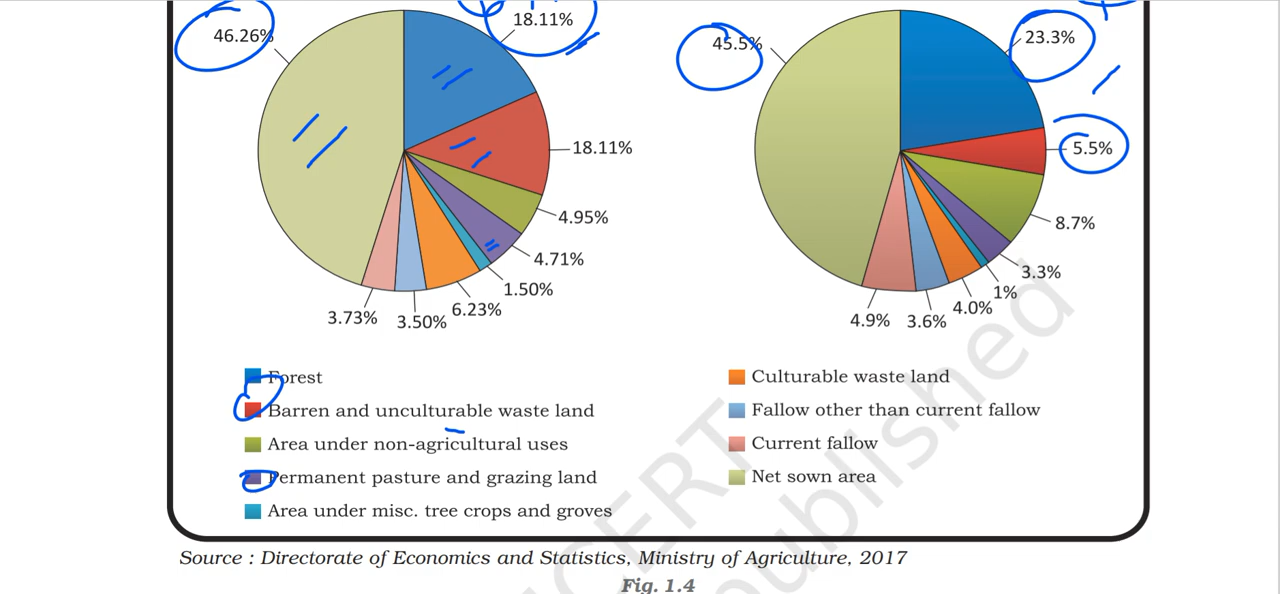 46.26%
18.11%
18.11%
4.95%
4.71%
1.50%
6.23%
3.50%
3.73%
45.5%
23.3%
5.5%
8.7%
3.3%
1%
4.0%
3.6%
4.9%
Forest
Barren and unculturable waste land
Area under non-agricultural uses
Permanent pasture and grazing land
Area under misc. tree crops and groves
Culturable waste land
Fallow other than current fallow
Current fallow
Net sown area
Source : Directorate of Economics and Statistics, Ministry of Agriculture, 2017
Fig. 1.4
NCERT
published